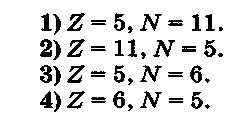 1) Z = 5, N = 11.
2) Z = 11, N = 5.
3) Z = 5, N = 6.
4) Z = 6, N = 5.